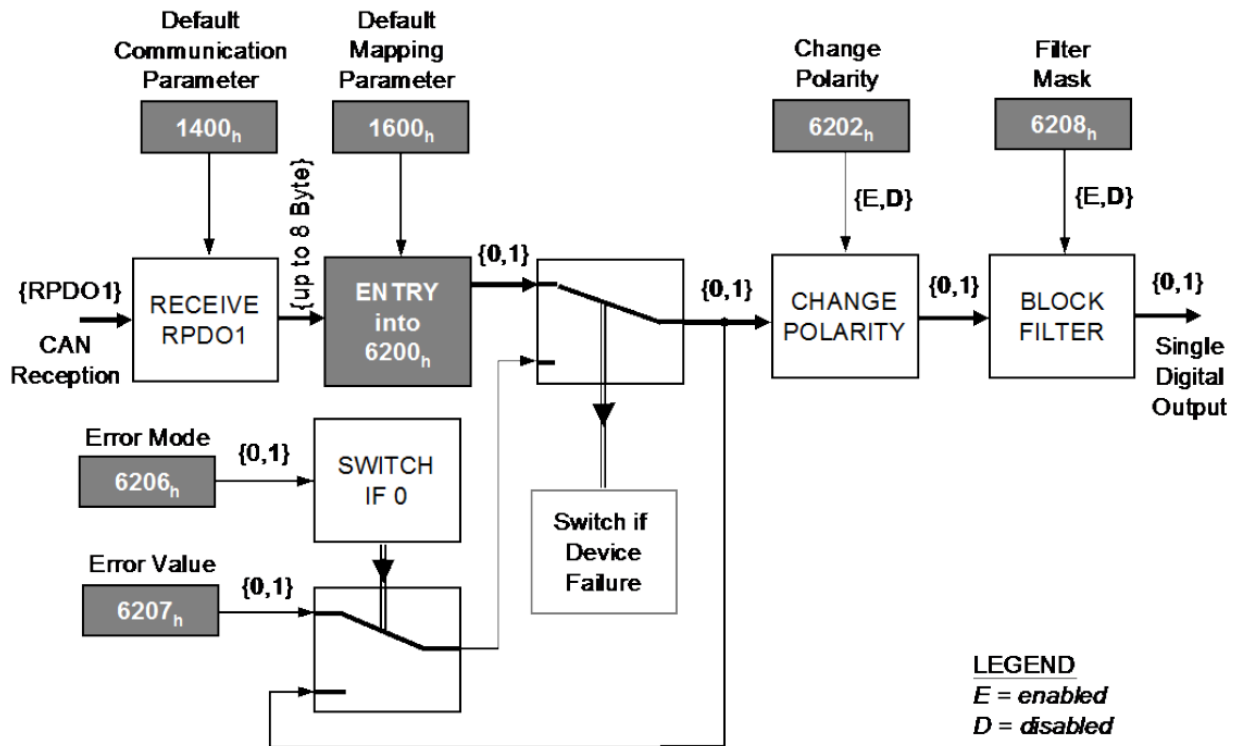 Default
Communication
Parameter
1400h
Default
Mapping
Parameter
1600h
Change
Polarity
6202h
Filter
Mask
6208h
{up to 8 Byte}
{E,D}
{E,D}
{RPDO1}
CAN
Reception
RECEIVE
RPDO1
ENTRY
into
6200h
{0,1}
{0,1}
CHANGE
POLARITY
{0,1}
BLOCK
FILTER
{0,1}
Single
Digital
Output
Error Mode
6206h
{0,1}
SWITCH
IF 0
Switch if
Device
Failure
Error Value
6207h
{0,1}
LEGEND
E = enabled
D = disabled